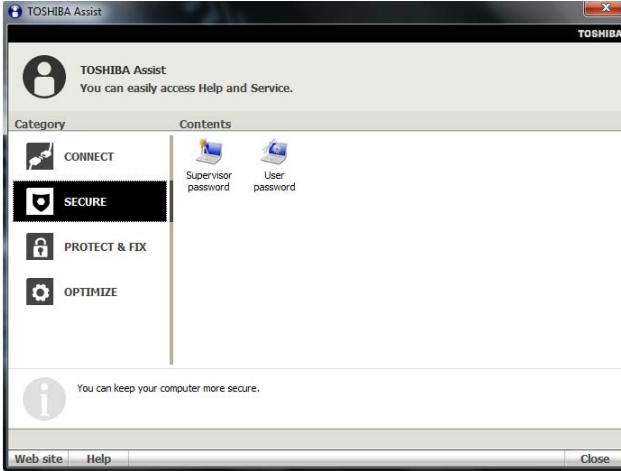 TOSHIBA Assist
TOSHIBA
TOSHIBA Assist
You can easily access Help and Service.
Category
Contents
CONNECT
SECURE
PROTECT & FIX
OPTIMIZE
Supervisor
password
User
password
You can keep your computer more secure.
Web site
Help
Close